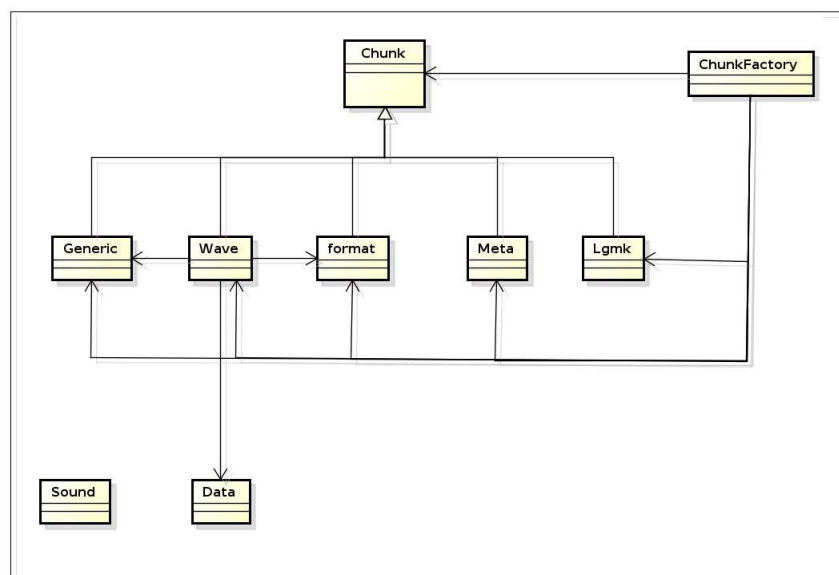 Chunk
ChunkFactory
Generic
Wave
format
Meta
Lgmk
Sound
Data